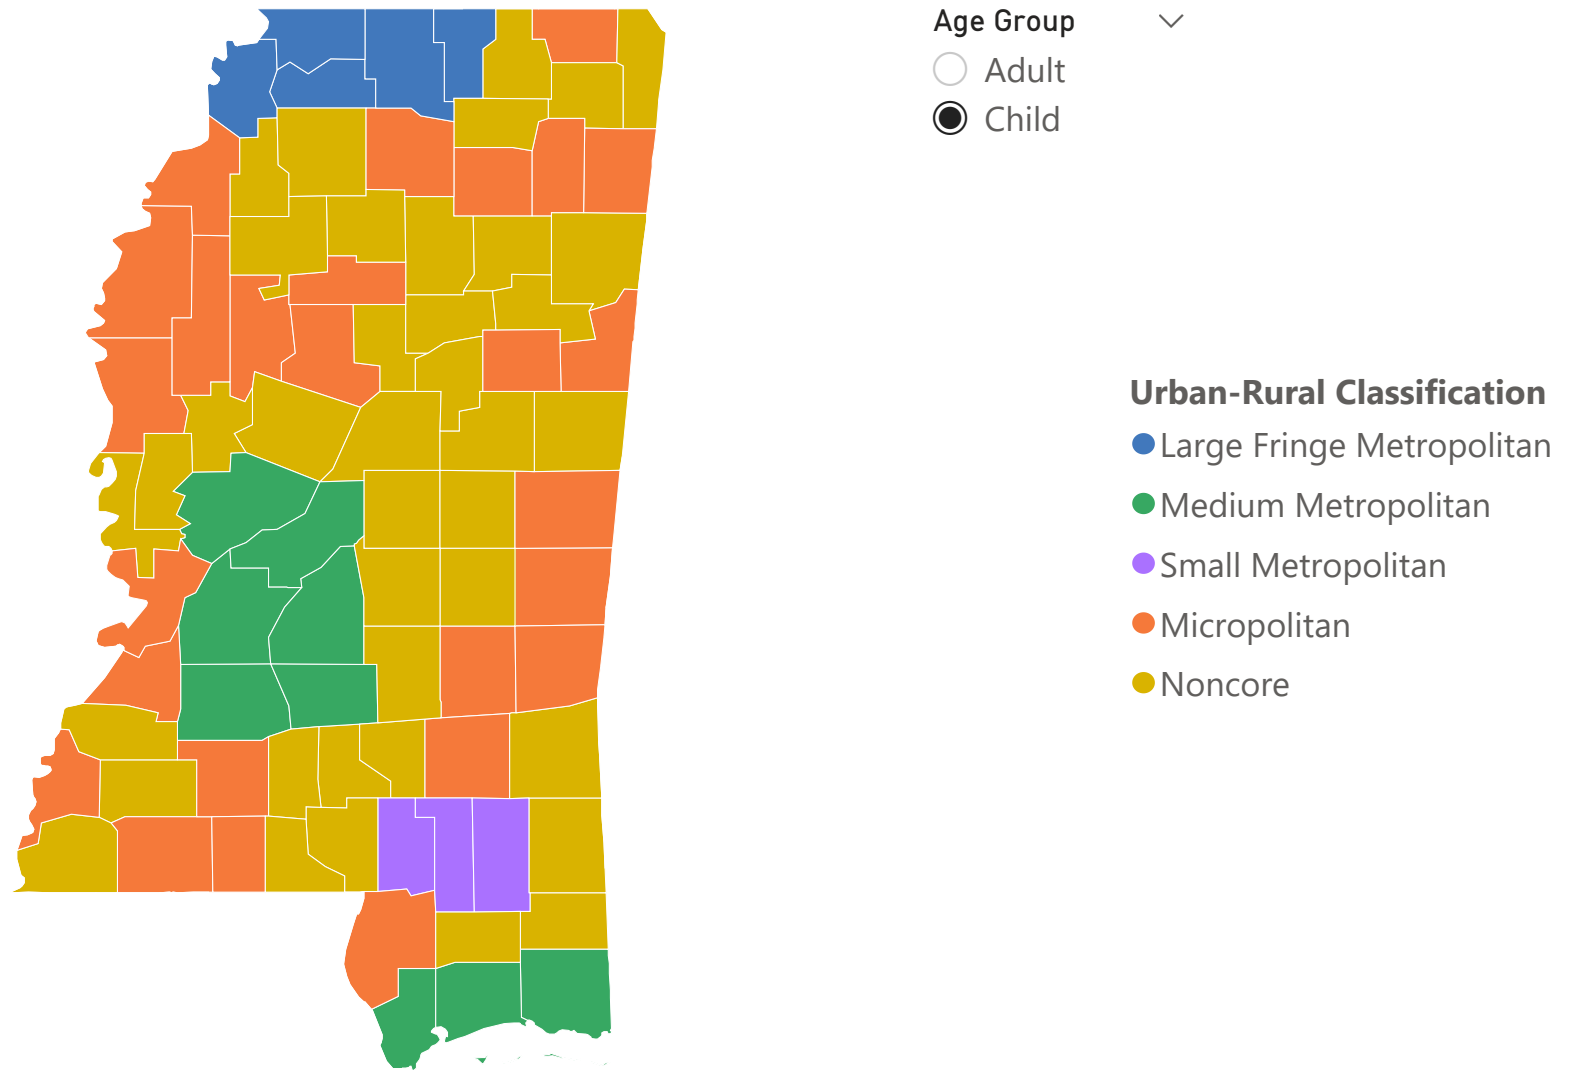 Age Group
Adult
Child
Urban-Rural Classification
Large Fringe Metropolitan
Medium Metropolitan
Small Metropolitan
Micropolitan
Noncore